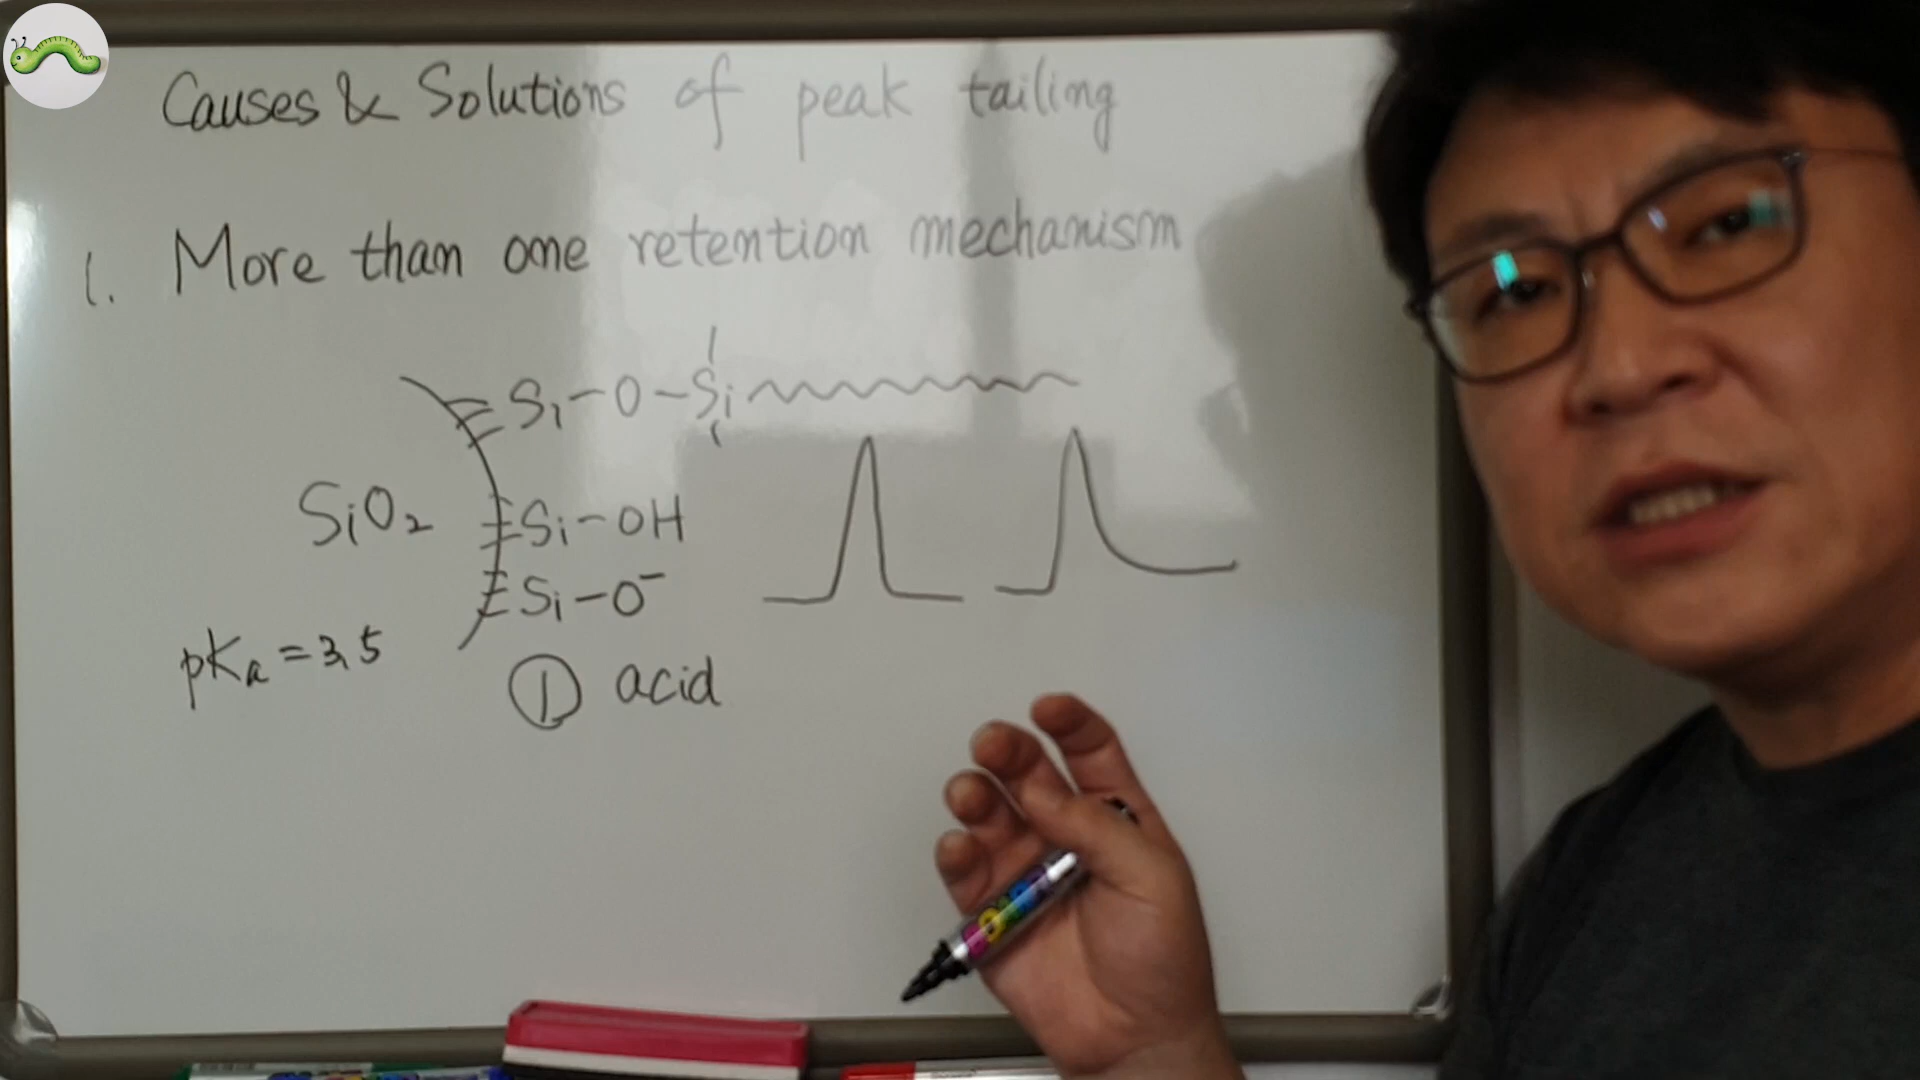 Causes & Solutions of peak tailing
1. More than one retention mechanism
Si-O-Si
SiO2
Si-OH
Si-O-
pKa = 3,5
① acid